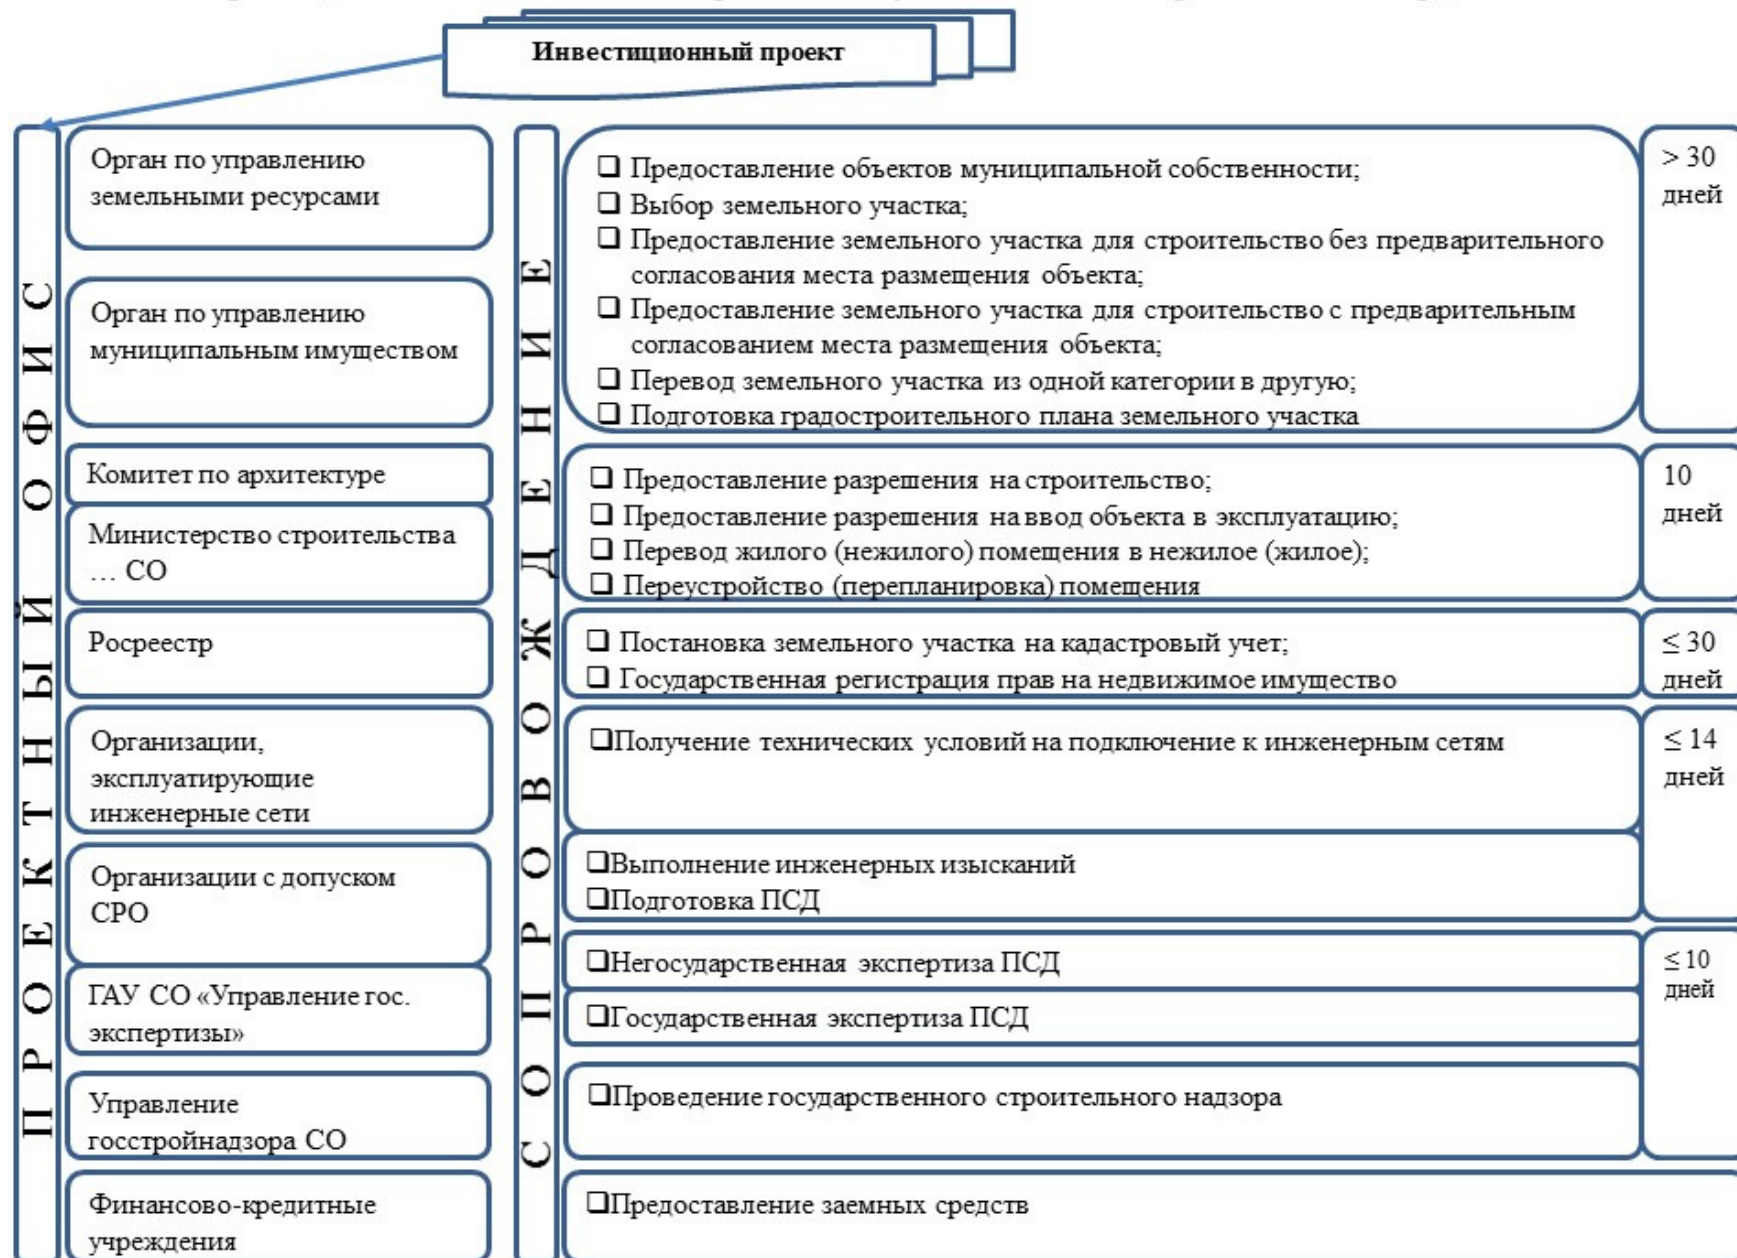 Инвестиционный проект
ПРОЕКТНЫЙ ОФИС
Орган по управлению
земельными ресурсами
Орган по управлению
муниципальным имуществом
Комитет по архитектуре
Министерство строительства
… СО
Росреестр
Организации,
эксплуатирующие
инженерные сети
Организации с допуском
СРО
ГАУ СО «Управление гос.
экспертизы»
Управление
госстройнадзора СО
Финансово-кредитные
учреждения
СОПРОВОЖДЕНИЕ
❑ Предоставление объектов муниципальной собственности;
❑ Выбор земельного участка;
❑ Предоставление земельного участка для строительство без предварительного
согласования места размещения объекта;
❑ Предоставление земельного участка для строительство с предварительным
согласованием места размещения объекта;
❑ Перевод земельного участка из одной категории в другую;
❑ Подготовка градостроительного плана земельного участка
> 30
дней
❑ Предоставление разрешения на строительство;
❑ Предоставление разрешения на ввод объекта в эксплуатацию;
❑ Перевод жилого (нежилого) помещения в нежилое (жилое);
❑ Переустройство (перепланировка) помещения
10
дней
❑ Постановка земельного участка на кадастровый учет;
❑ Государственная регистрация прав на недвижимое имущество
≤ 30
дней
❑Получение технических условий на подключение к инженерным сетям
≤ 14
дней
❑Выполнение инженерных изысканий
❑Подготовка ПСД
❑Негосударственная экспертиза ПСД
≤ 10
дней
❑Государственная экспертиза ПСД
❑Проведение государственного строительного надзора
❑Предоставление заемных средств